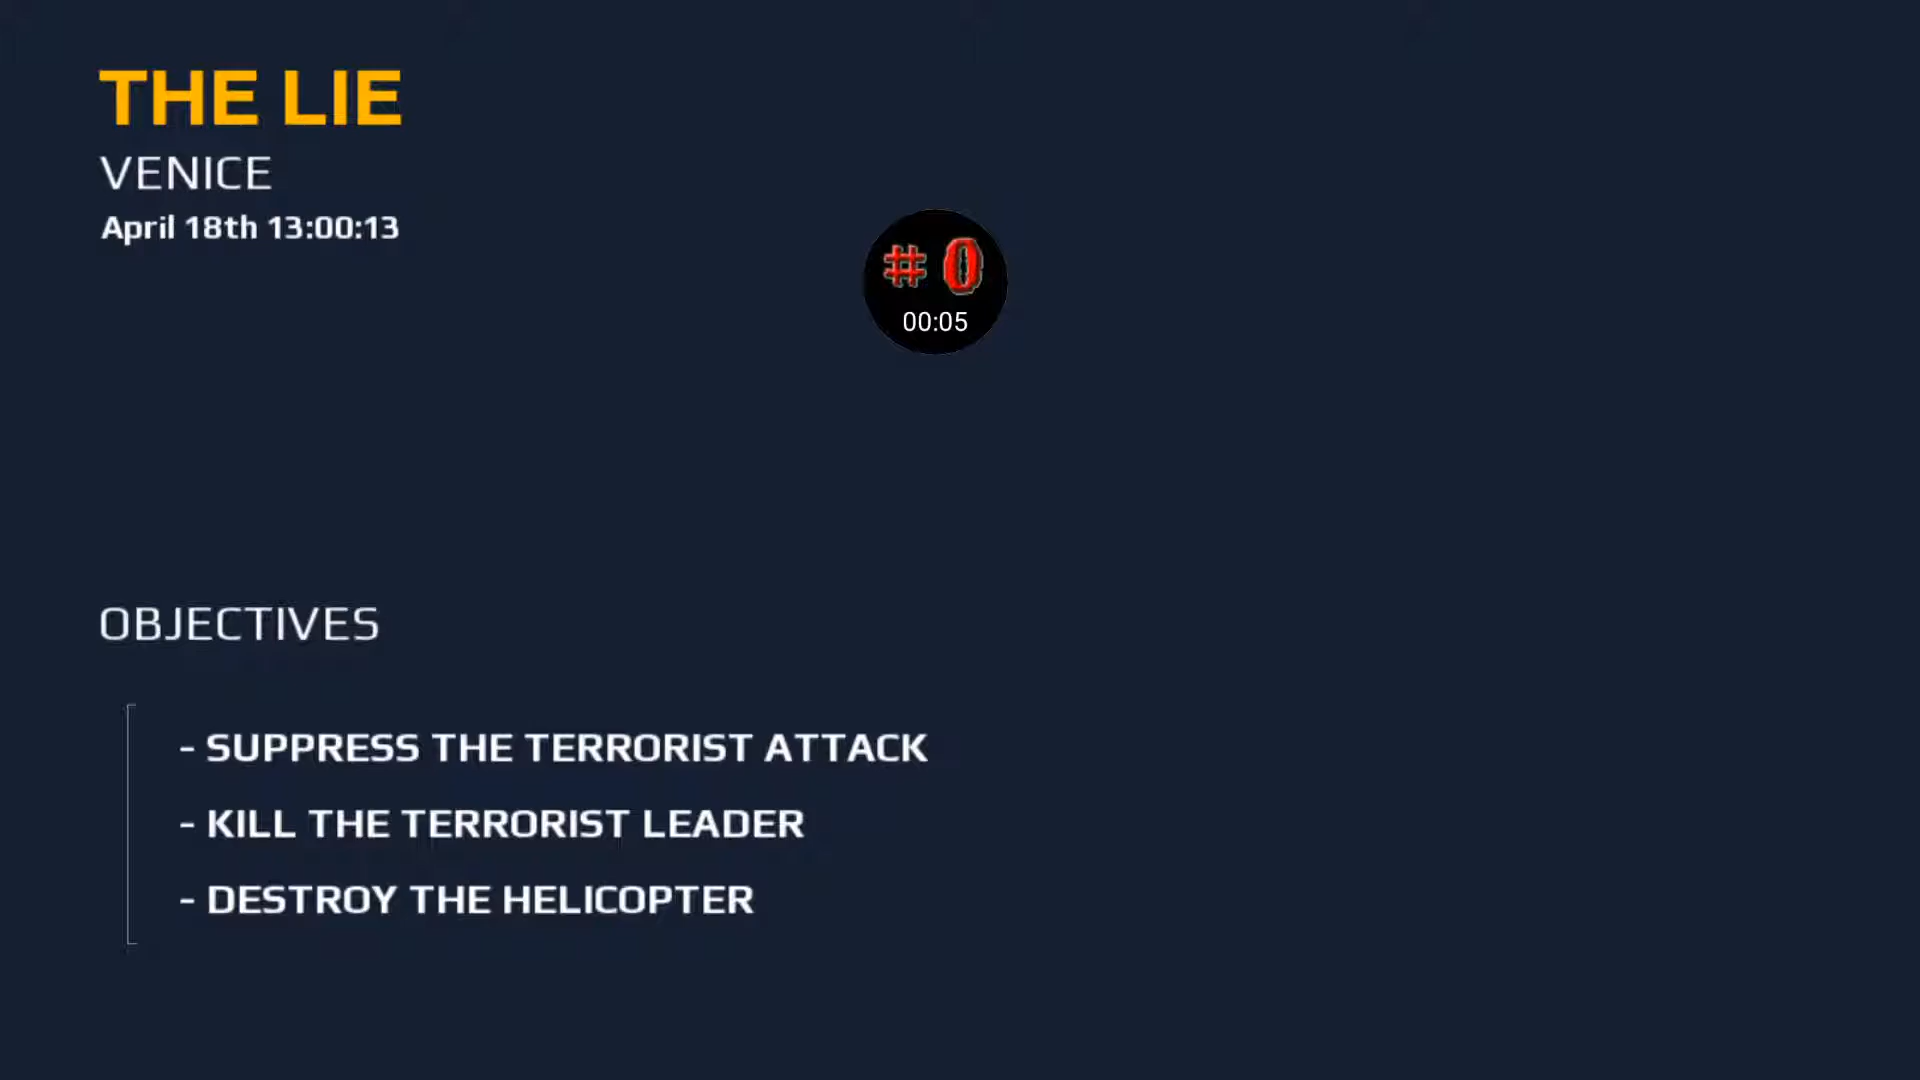 THE LIE
VENICE
April 18th 13:00:13
# 0
00:05
OBJECTIVES
- SUPPRESS THE TERRORIST ATTACK
- KILL THE TERRORIST LEADER
- DESTROY THE HELICOPTER